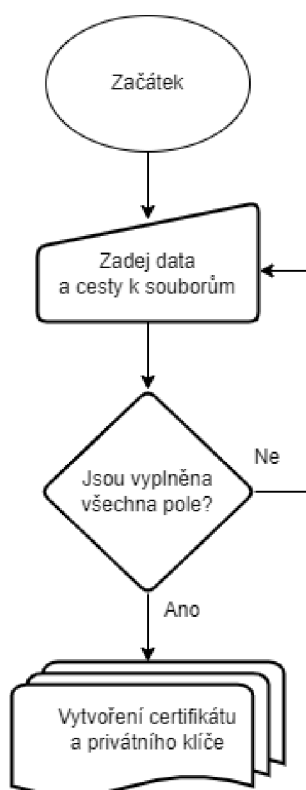 Začátek
Zadej data
a cesty k souborům
Jsou vyplněna
všechna pole?
Ne
Ano
Vytvoření certifikátu
a privátního klíče